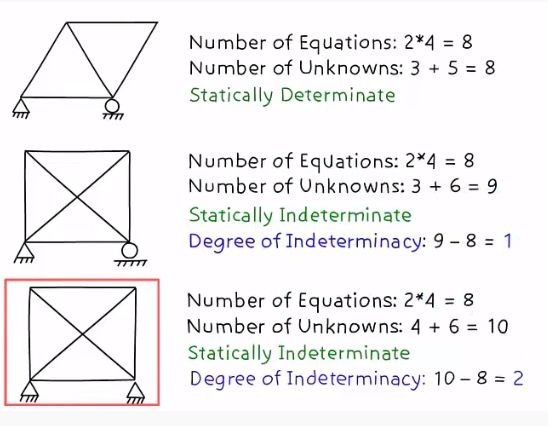 Number of Equations: 2*4 = 8
Number of Unknowns: 3 + 5 = 8
Statically Determinate
Number of Equations: 2*4 = 8
Number of Unknowns: 3 + 6 = 9
Statically Indeterminate
Degree of Indeterminacy: 9 – 8 = 1
Number of Equations: 2*4 = 8
Number of Unknowns: 4 + 6 = 10
Statically Indeterminate
Degree of Indeterminacy: 10 – 8 = 2